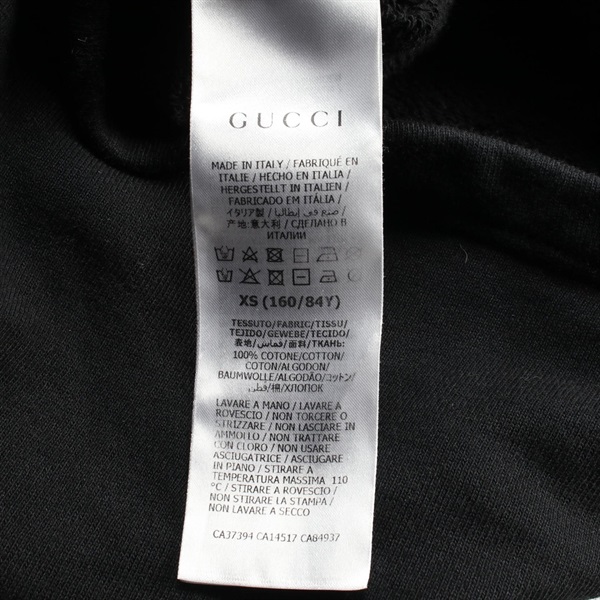 GUCCI
MADE IN ITALY / FABRIQUÉ EN
ITALIE / HECHO EN ITALIA /
HERGESTELLT IN ITALIEN /
FABRICADO EM ITÁLIA /
イタリア製 / صنع في إيطاليا /
产地:意大利 / СДЕЛАНО В
ИТАЛИИ
XS (160/84Y)
TESSUTO/FABRIC/TISSU/
TEJIDO/GEWEBE/TECIDO/
表地/قماش/面料/ТКАНЬ:
100% COTONE/COTTON/
COTON/ALGODON/
BAUMWOLLE/ALGODÃO/コットン/
قطن/棉/ХЛОПОК
LAVARE A MANO / LAVARE A
ROVESCIO / NON TORCERE O
STRIZZARE / NON LASCIARE IN
AMMOLLO / NON TRATTARE
CON CLORO / NON USARE
ASCIUGATRICE / ASCIUGARE
IN PIANO / STIRARE A
TEMPERATURA MASSIMA 110
°C / STIRARE A ROVESCIO /
NON STIRARE LA STAMPA /
NON LAVARE A SECCO
CA37394 CA14517 CA84937